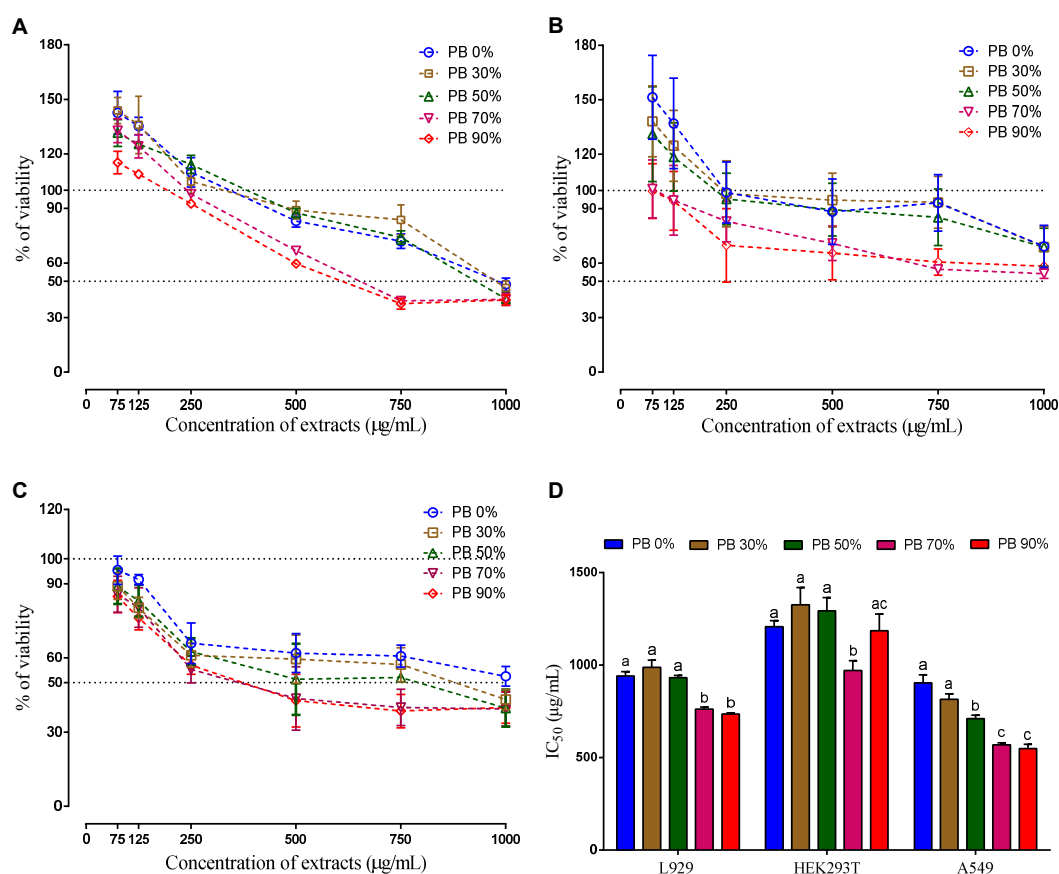 A
180
150
120
100
90
60
50
30
0
% of viability
PB 0%
PB 30%
PB 50%
PB 70%
PB 90%
0 75 125 250 500 750 1000
Concentration of extracts (µg/mL)
B
180
150
120
100
90
60
50
30
0
% of viability
PB 0%
PB 30%
PB 50%
PB 70%
PB 90%
0 75 125 250 500 750 1000
Concentration of extracts (µg/mL)
C
120
100
90
60
50
30
0
% of viability
PB 0%
PB 30%
PB 50%
PB 70%
PB 90%
0 75 125 250 500 750 1000
Concentration of extracts (µg/mL)
D
PB 0% PB 30% PB 50% PB 70% PB 90%
1500
1000
500
0
IC50 (µg/mL)
a a a b b
a a a b ac
a a b c c
L929 HEK293T A549